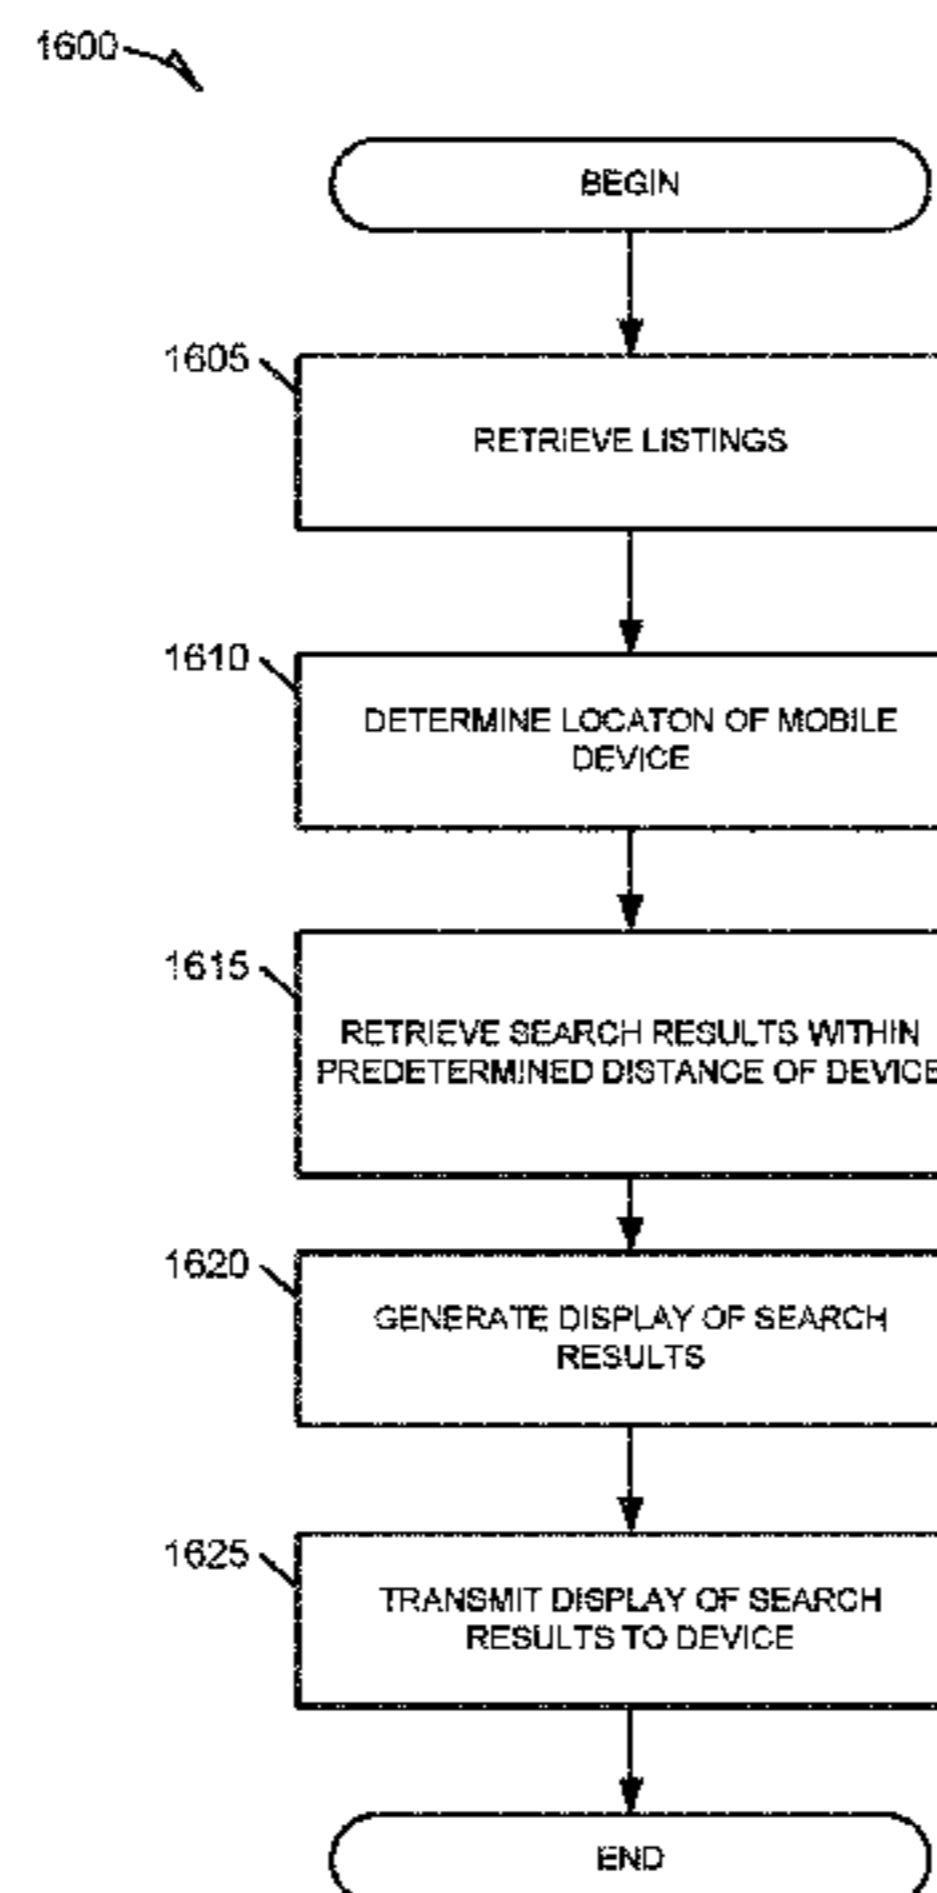 1600
BEGIN
1605
RETRIEVE LISTINGS
1610
DETERMINE LOCATON OF MOBILE
DEVICE
1615
RETRIEVE SEARCH RESULTS WITHIN
PREDETERMINED DISTANCE OF DEVICE
1620
GENERATE DISPLAY OF SEARCH
RESULTS
1625
TRANSMIT DISPLAY OF SEARCH
RESULTS TO DEVICE
END